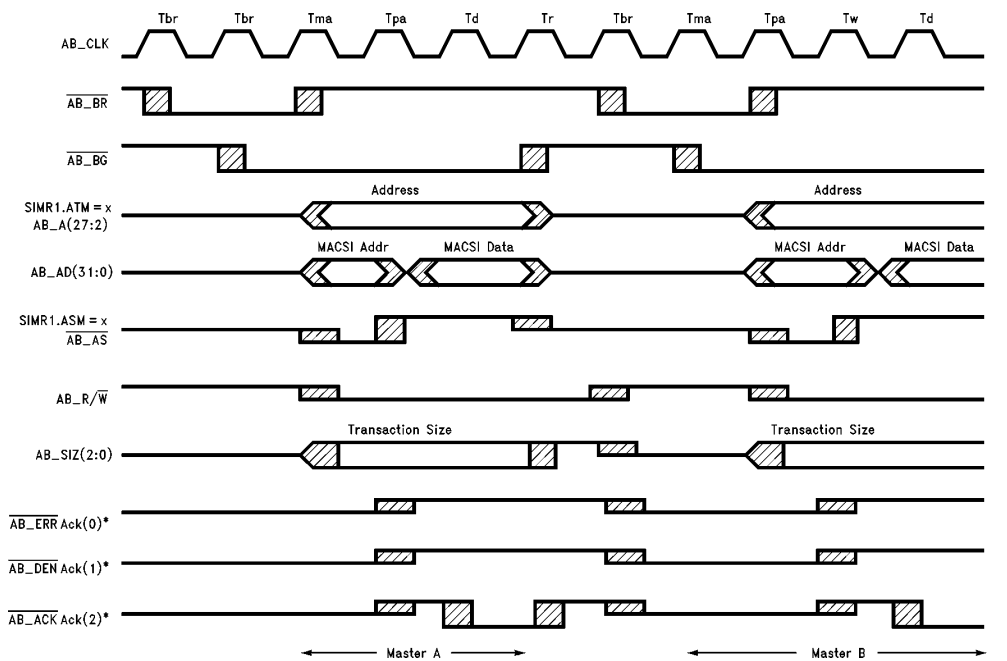 Tbr Tbr Tma Tpa Td Tr Tbr Tma Tpa Tw Td
AB_CLK
AB_BR
AB_BG
Address Address
SIMR1.ATM = x
AB_A(27:2)
MACSI Addr MACSI Data MACSI Addr MACSI Data
AB_AD(31:0)
SIMR1.ASM = x
AB_AS
AB_R/W
Transaction Size Transaction Size
AB_SIZ(2:0)
AB_ERR Ack(0)*
AB_DEN Ack(1)*
AB_ACK Ack(2)*
Master A Master B